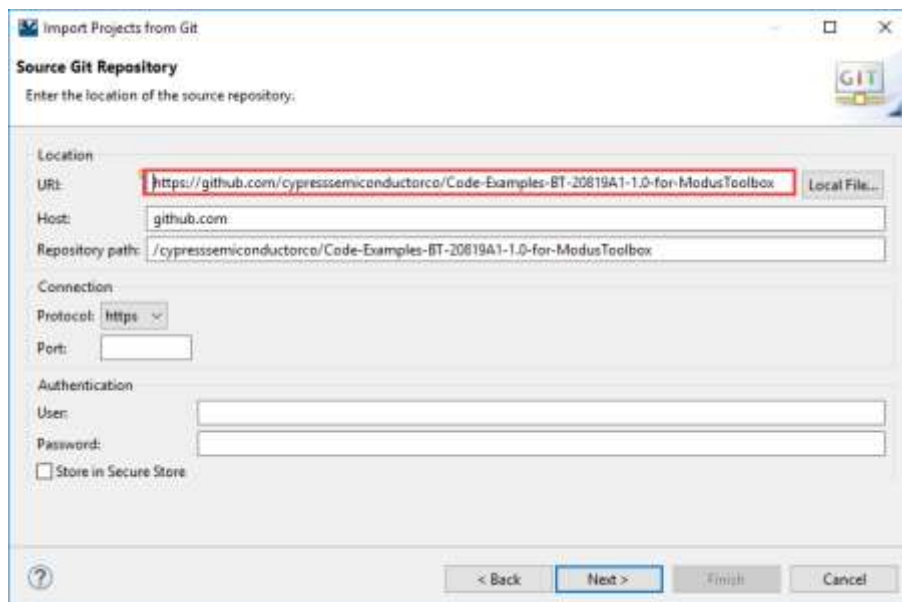 Import Projects from Git
Source Git Repository
Enter the location of the source repository.
GIT
Location
URI: https://github.com/cypresssemiconductorco/Code-Examples-BT-20819A1-1.0-for-ModusToolbox Local File...
Host: github.com
Repository path: /cypresssemiconductorco/Code-Examples-BT-20819A1-1.0-for-ModusToolbox
Connection
Protocol: https
Port:
Authentication
User:
Password:
Store in Secure Store
? < Back Next > Finish Cancel